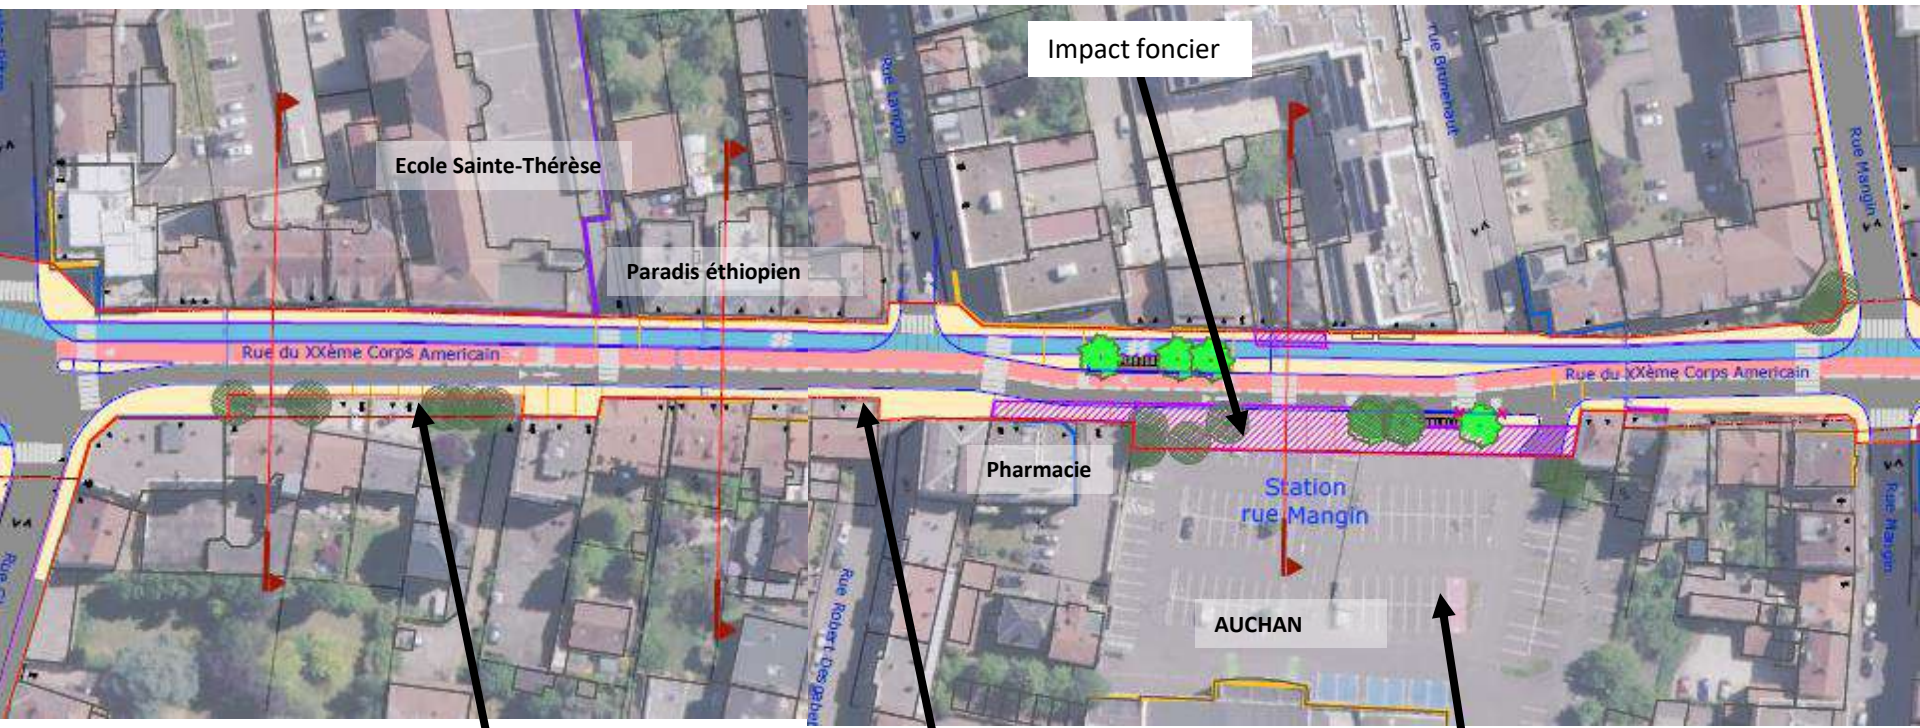 Impact foncier
rue Brunehaut
Rue Lançon
Rue Mangin
Ecole Sainte-Thérèse
Paradis éthiopien
Rue du XXème Corps Americain
Rue du XXème Corps Americain
Pharmacie
Station
rue Mangin
Rue Mangin
AUCHAN